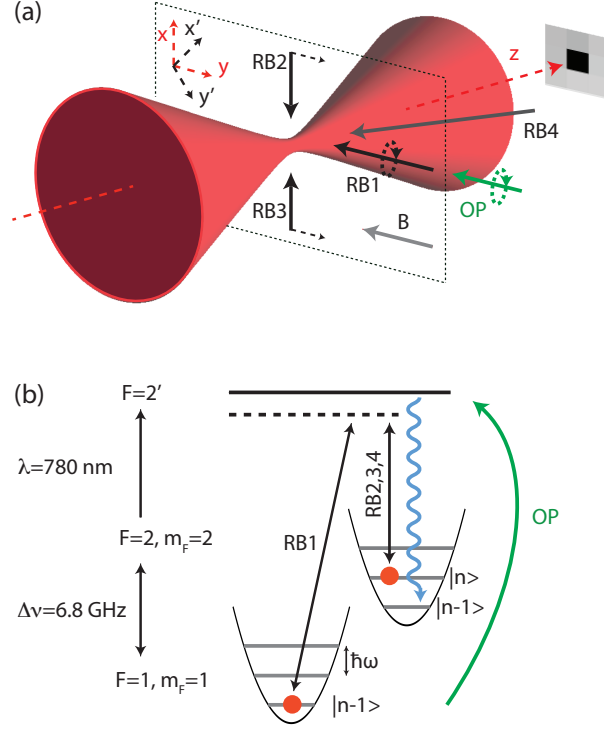 (a)
x
x′
y
y′
RB2
z
RB4
RB1
OP
RB3
B
(b)
F=2′
λ=780 nm
RB2,3,4
OP
F=2, m_F=2
RB1
|n>
|n-1>
Δν=6.8 GHz
ħω
F=1, m_F=1
|n-1>